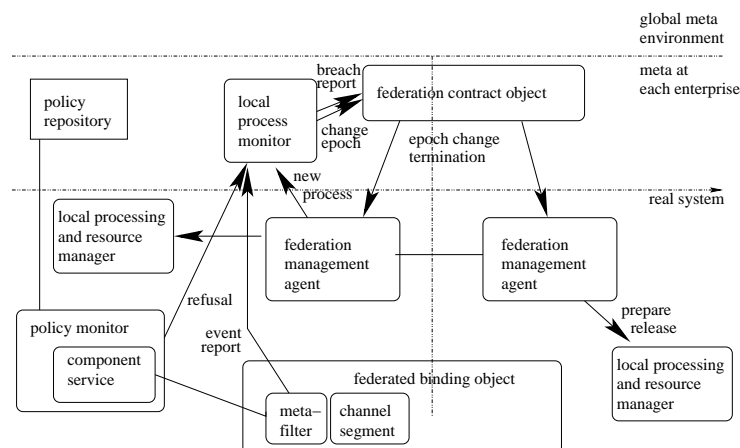 global meta
environment
meta at
each enterprise
policy
repository
local
process
monitor
breach
report
change
epoch
federation contract object
epoch change
termination
new
process
real system
local processing
and resource
manager
federation
management
agent
federation
management
agent
refusal
event
report
prepare
release
policy monitor
component
service
federated binding object
meta–
filter
channel
segment
local processing
and resource
manager